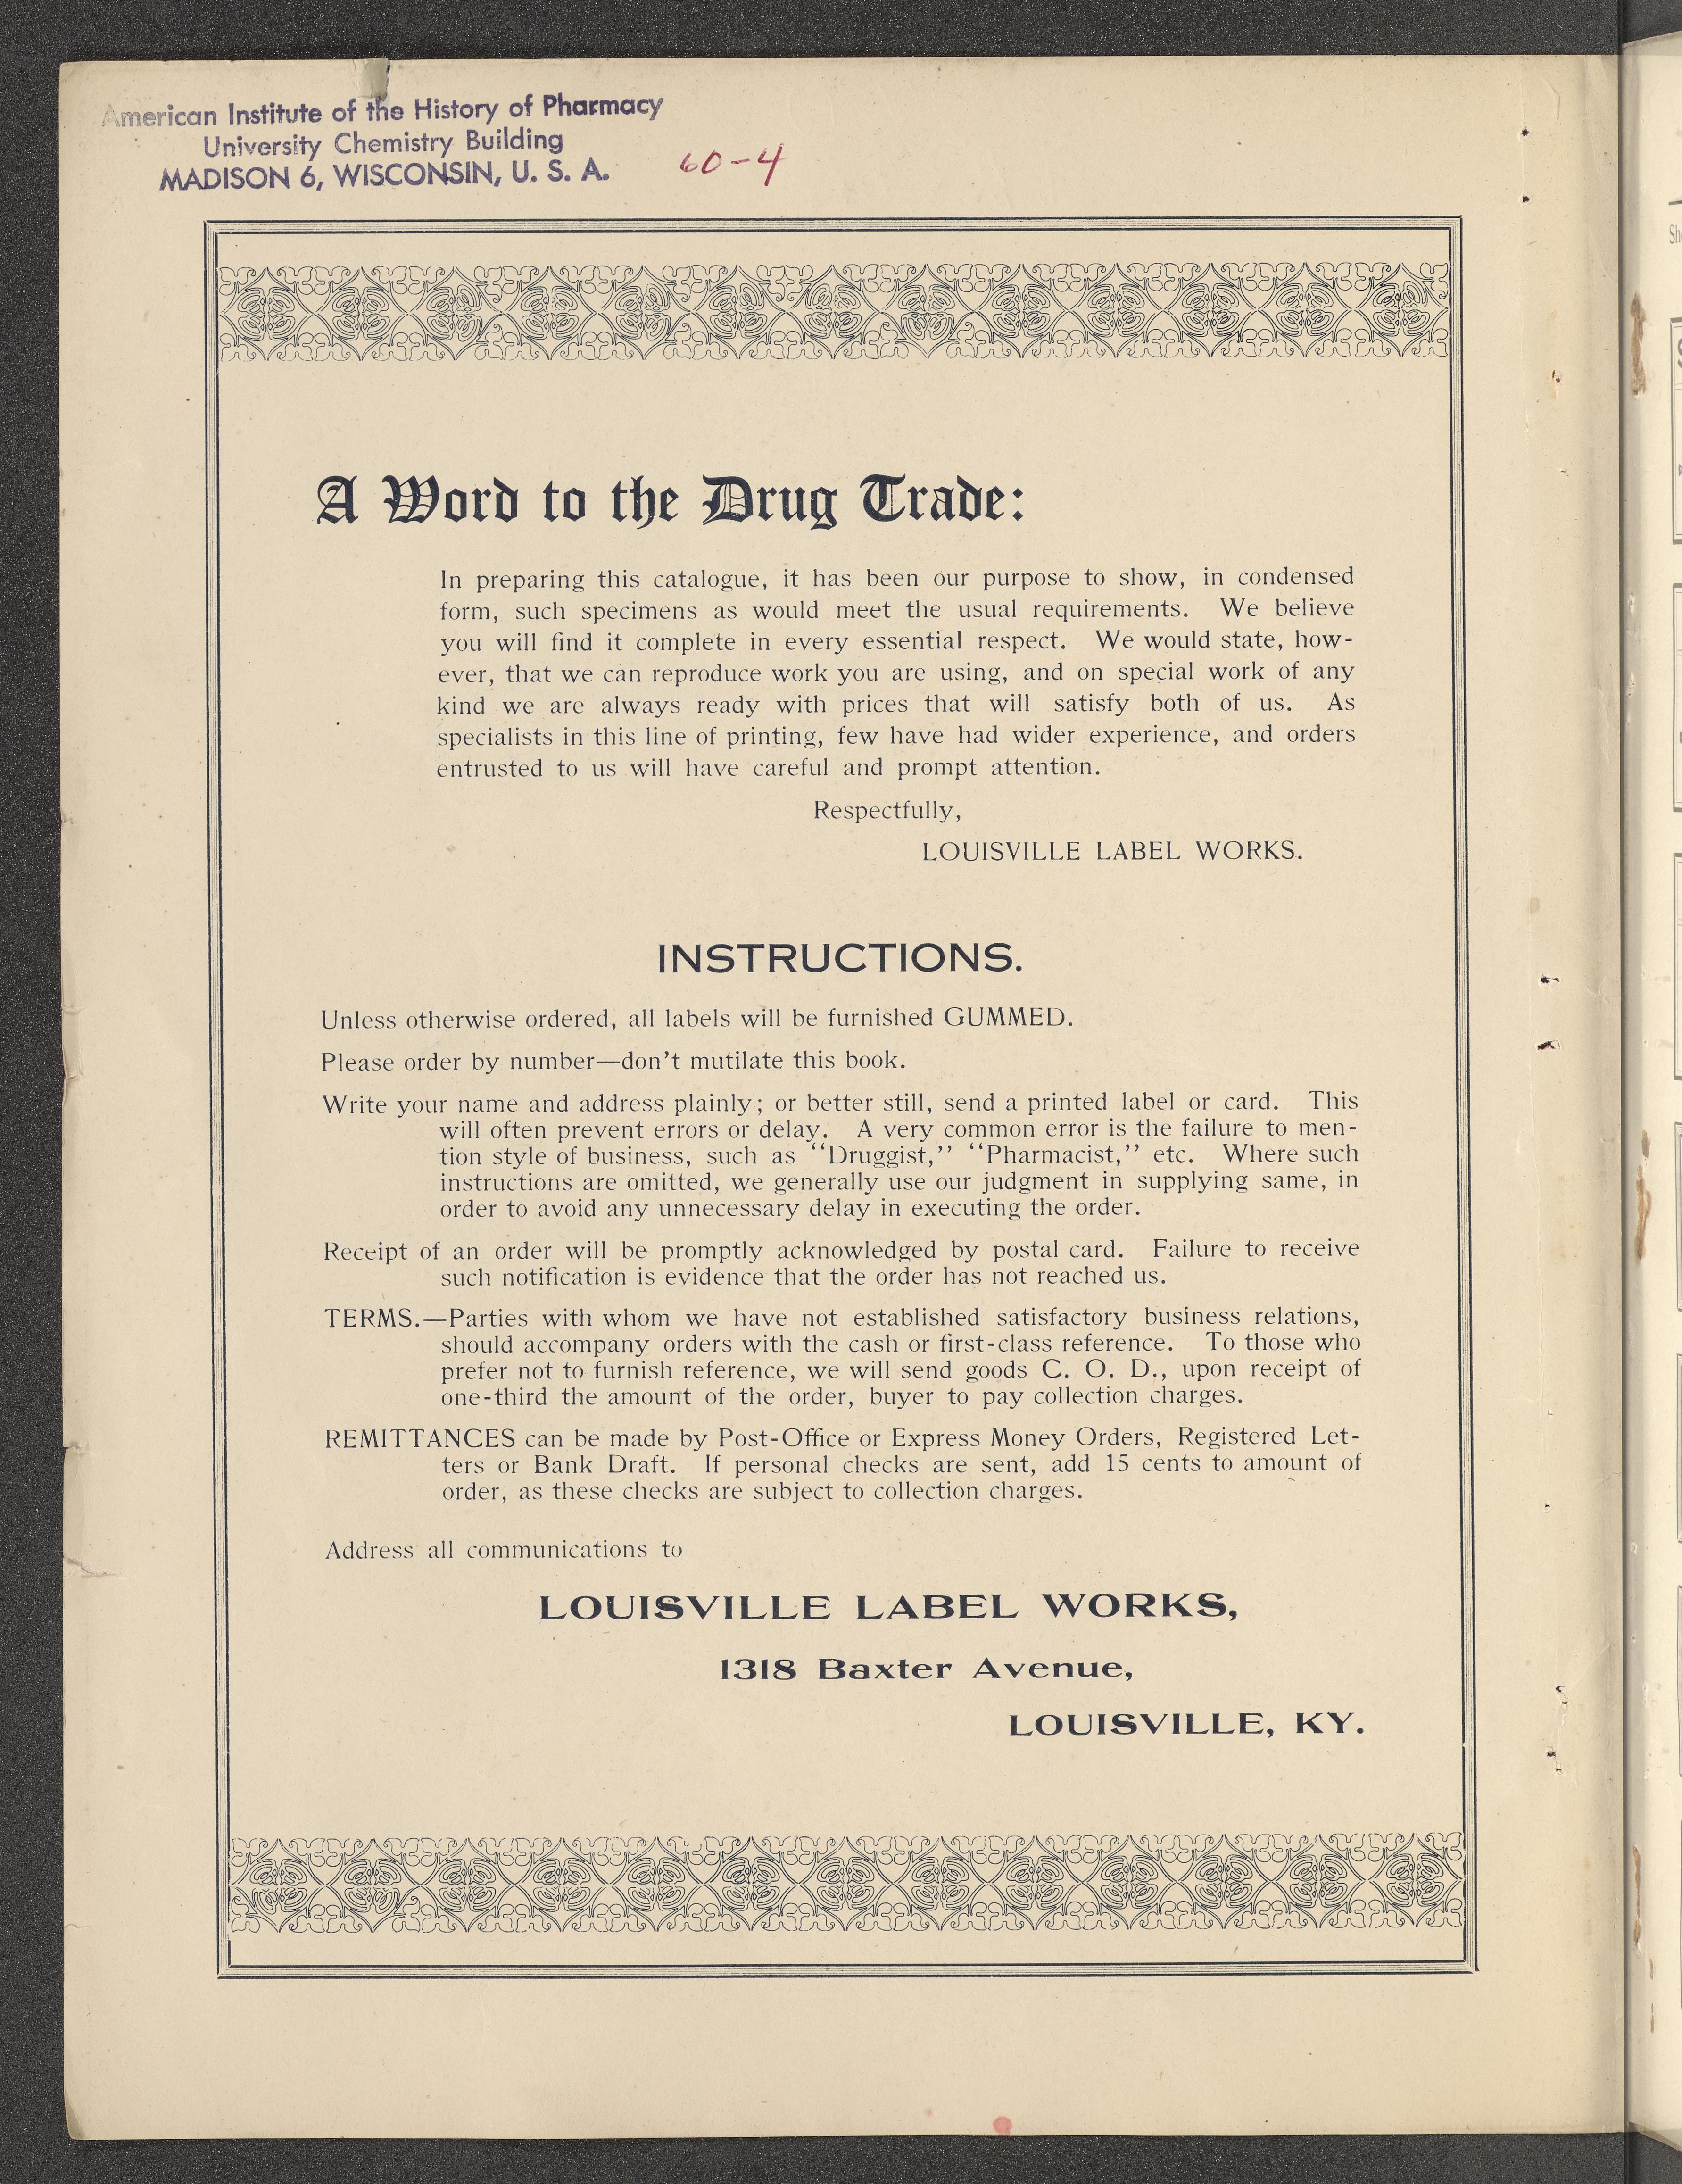 American Institute of the History of Pharmacy
University Chemistry Building
MADISON 6, WISCONSIN, U. S. A.
60-4
A Word to the Drug Trade:
In preparing this catalogue, it has been our purpose to show, in condensed
form, such specimens as would meet the usual requirements. We believe
you will find it complete in every essential respect. We would state, how-
ever, that we can reproduce work you are using, and on special work of any
kind we are always ready with prices that will satisfy both of us. As
specialists in this line of printing, few have had wider experience, and orders
entrusted to us will have careful and prompt attention.
Respectfully,
LOUISVILLE LABEL WORKS.
INSTRUCTIONS.
Unless otherwise ordered, all labels will be furnished GUMMED.
Please order by number—don't mutilate this book.
Write your name and address plainly; or better still, send a printed label or card. This
will often prevent errors or delay. A very common error is the failure to men-
tion style of business, such as "Druggist," "Pharmacist," etc. Where such
instructions are omitted, we generally use our judgment in supplying same, in
order to avoid any unnecessary delay in executing the order.
Receipt of an order will be promptly acknowledged by postal card. Failure to receive
such notification is evidence that the order has not reached us.
TERMS.—Parties with whom we have not established satisfactory business relations,
should accompany orders with the cash or first-class reference. To those who
prefer not to furnish reference, we will send goods C. O. D., upon receipt of
one-third the amount of the order, buyer to pay collection charges.
REMITTANCES can be made by Post-Office or Express Money Orders, Registered Let-
ters or Bank Draft. If personal checks are sent, add 15 cents to amount of
order, as these checks are subject to collection charges.
Address all communications to
LOUISVILLE LABEL WORKS,
1318 Baxter Avenue,
LOUISVILLE, KY.